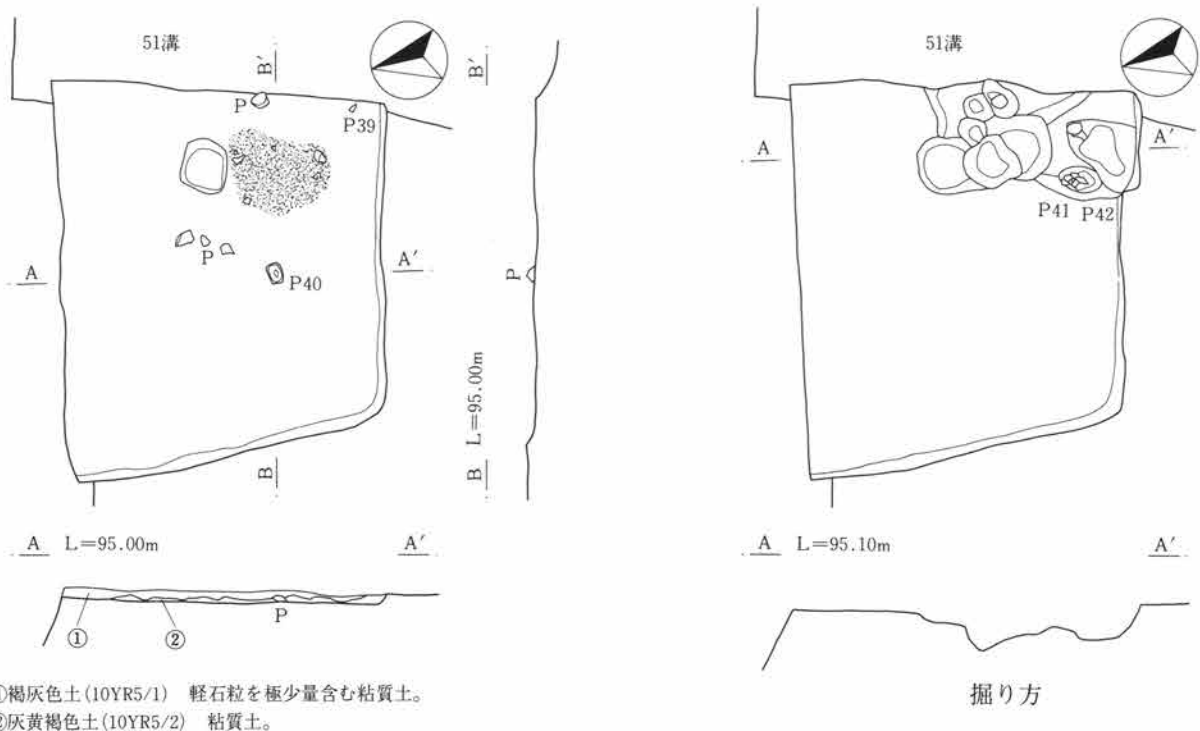 51溝
B′
P
P39
A
A′
P
P40
B
B′
P
L=95.00m
B
A L=95.00m A′
P
① ②
①褐灰色土(10YR5/1) 軽石粒を極少量含む粘質土。
②灰黄褐色土(10YR5/2) 粘質土。
51溝
A
A′
P41 P42
A L=95.10m A′
掘り方